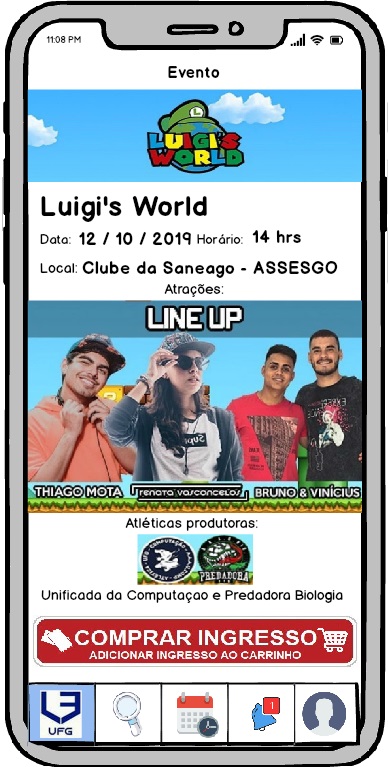 11:08 PM
Evento
LUIGI'S
WORLD
Luigi's World
Data: 12 / 10 / 2019 Horário: 14 hrs
Local: Clube da Saneago - ASSESGO
Atrações:
LINE UP
THIAGO MOTA renata vasconcelos BRUNO & VINÍCIUS
Atléticas produtoras:
PREDADORA
Unificada da Computaçao e Predadora Biologia
COMPRAR INGRESSO
ADICIONAR INGRESSO AO CARRINHO
1
UFG